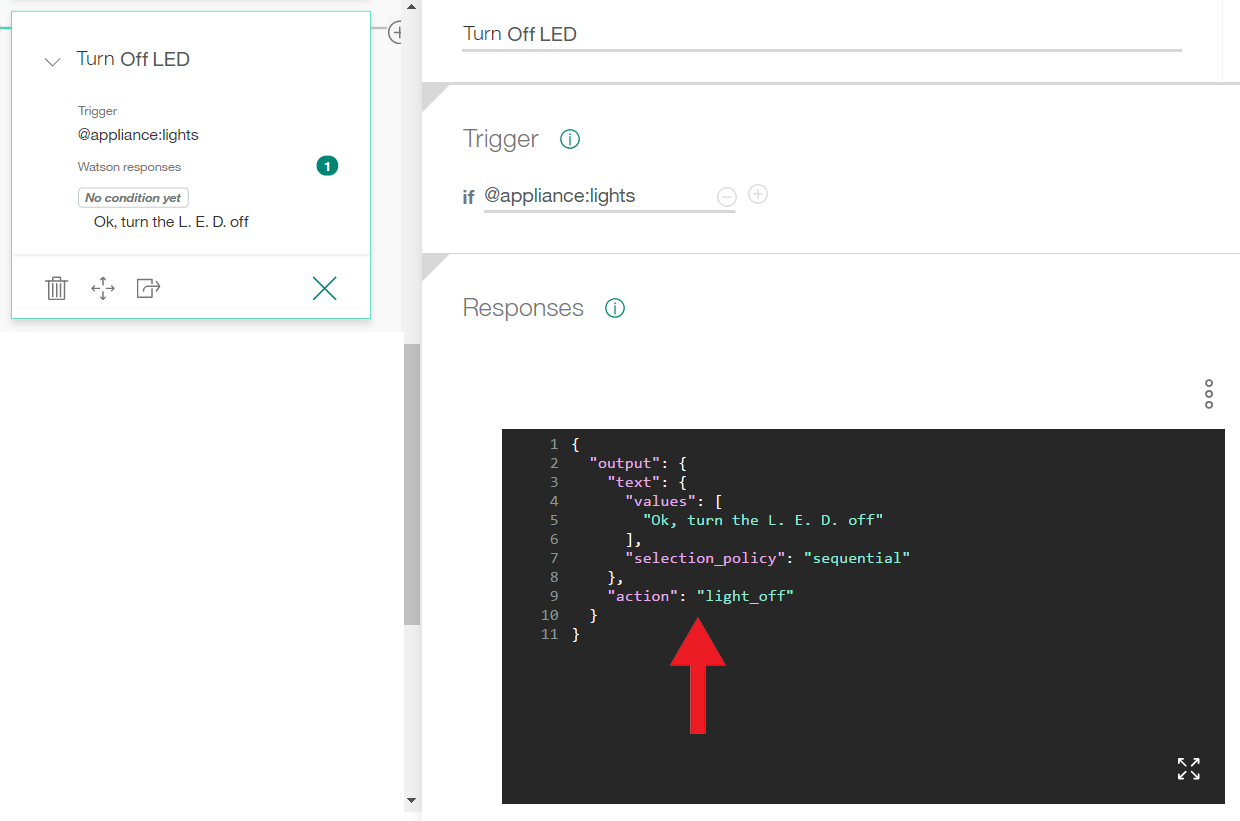 Turn Off LED
Trigger
@appliance:lights
Watson responses
1
No condition yet
Ok, turn the L. E. D. off
Turn Off LED
Trigger
if @appliance:lights
Responses
1 {
2 "output": {
3 "text": {
4 "values": [
5 "Ok, turn the L. E. D. off"
6 ],
7 "selection_policy": "sequential"
8 },
9 "action": "light_off"
10 }
11 }